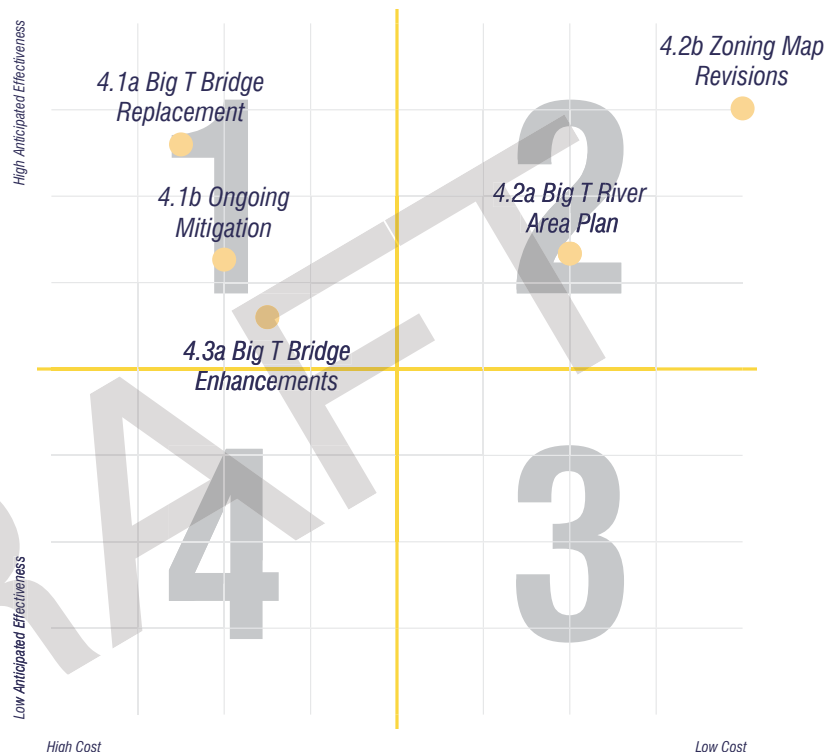 High Anticipated Effectiveness
4.2b Zoning Map
Revisions
4.1a Big T Bridge
Replacement
1
2
4.1b Ongoing
Mitigation
4.2a Big T River
Area Plan
4.3a Big T Bridge
Enhancements
4
3
DRAFT
Low Anticipated Effectiveness
High Cost
Low Cost